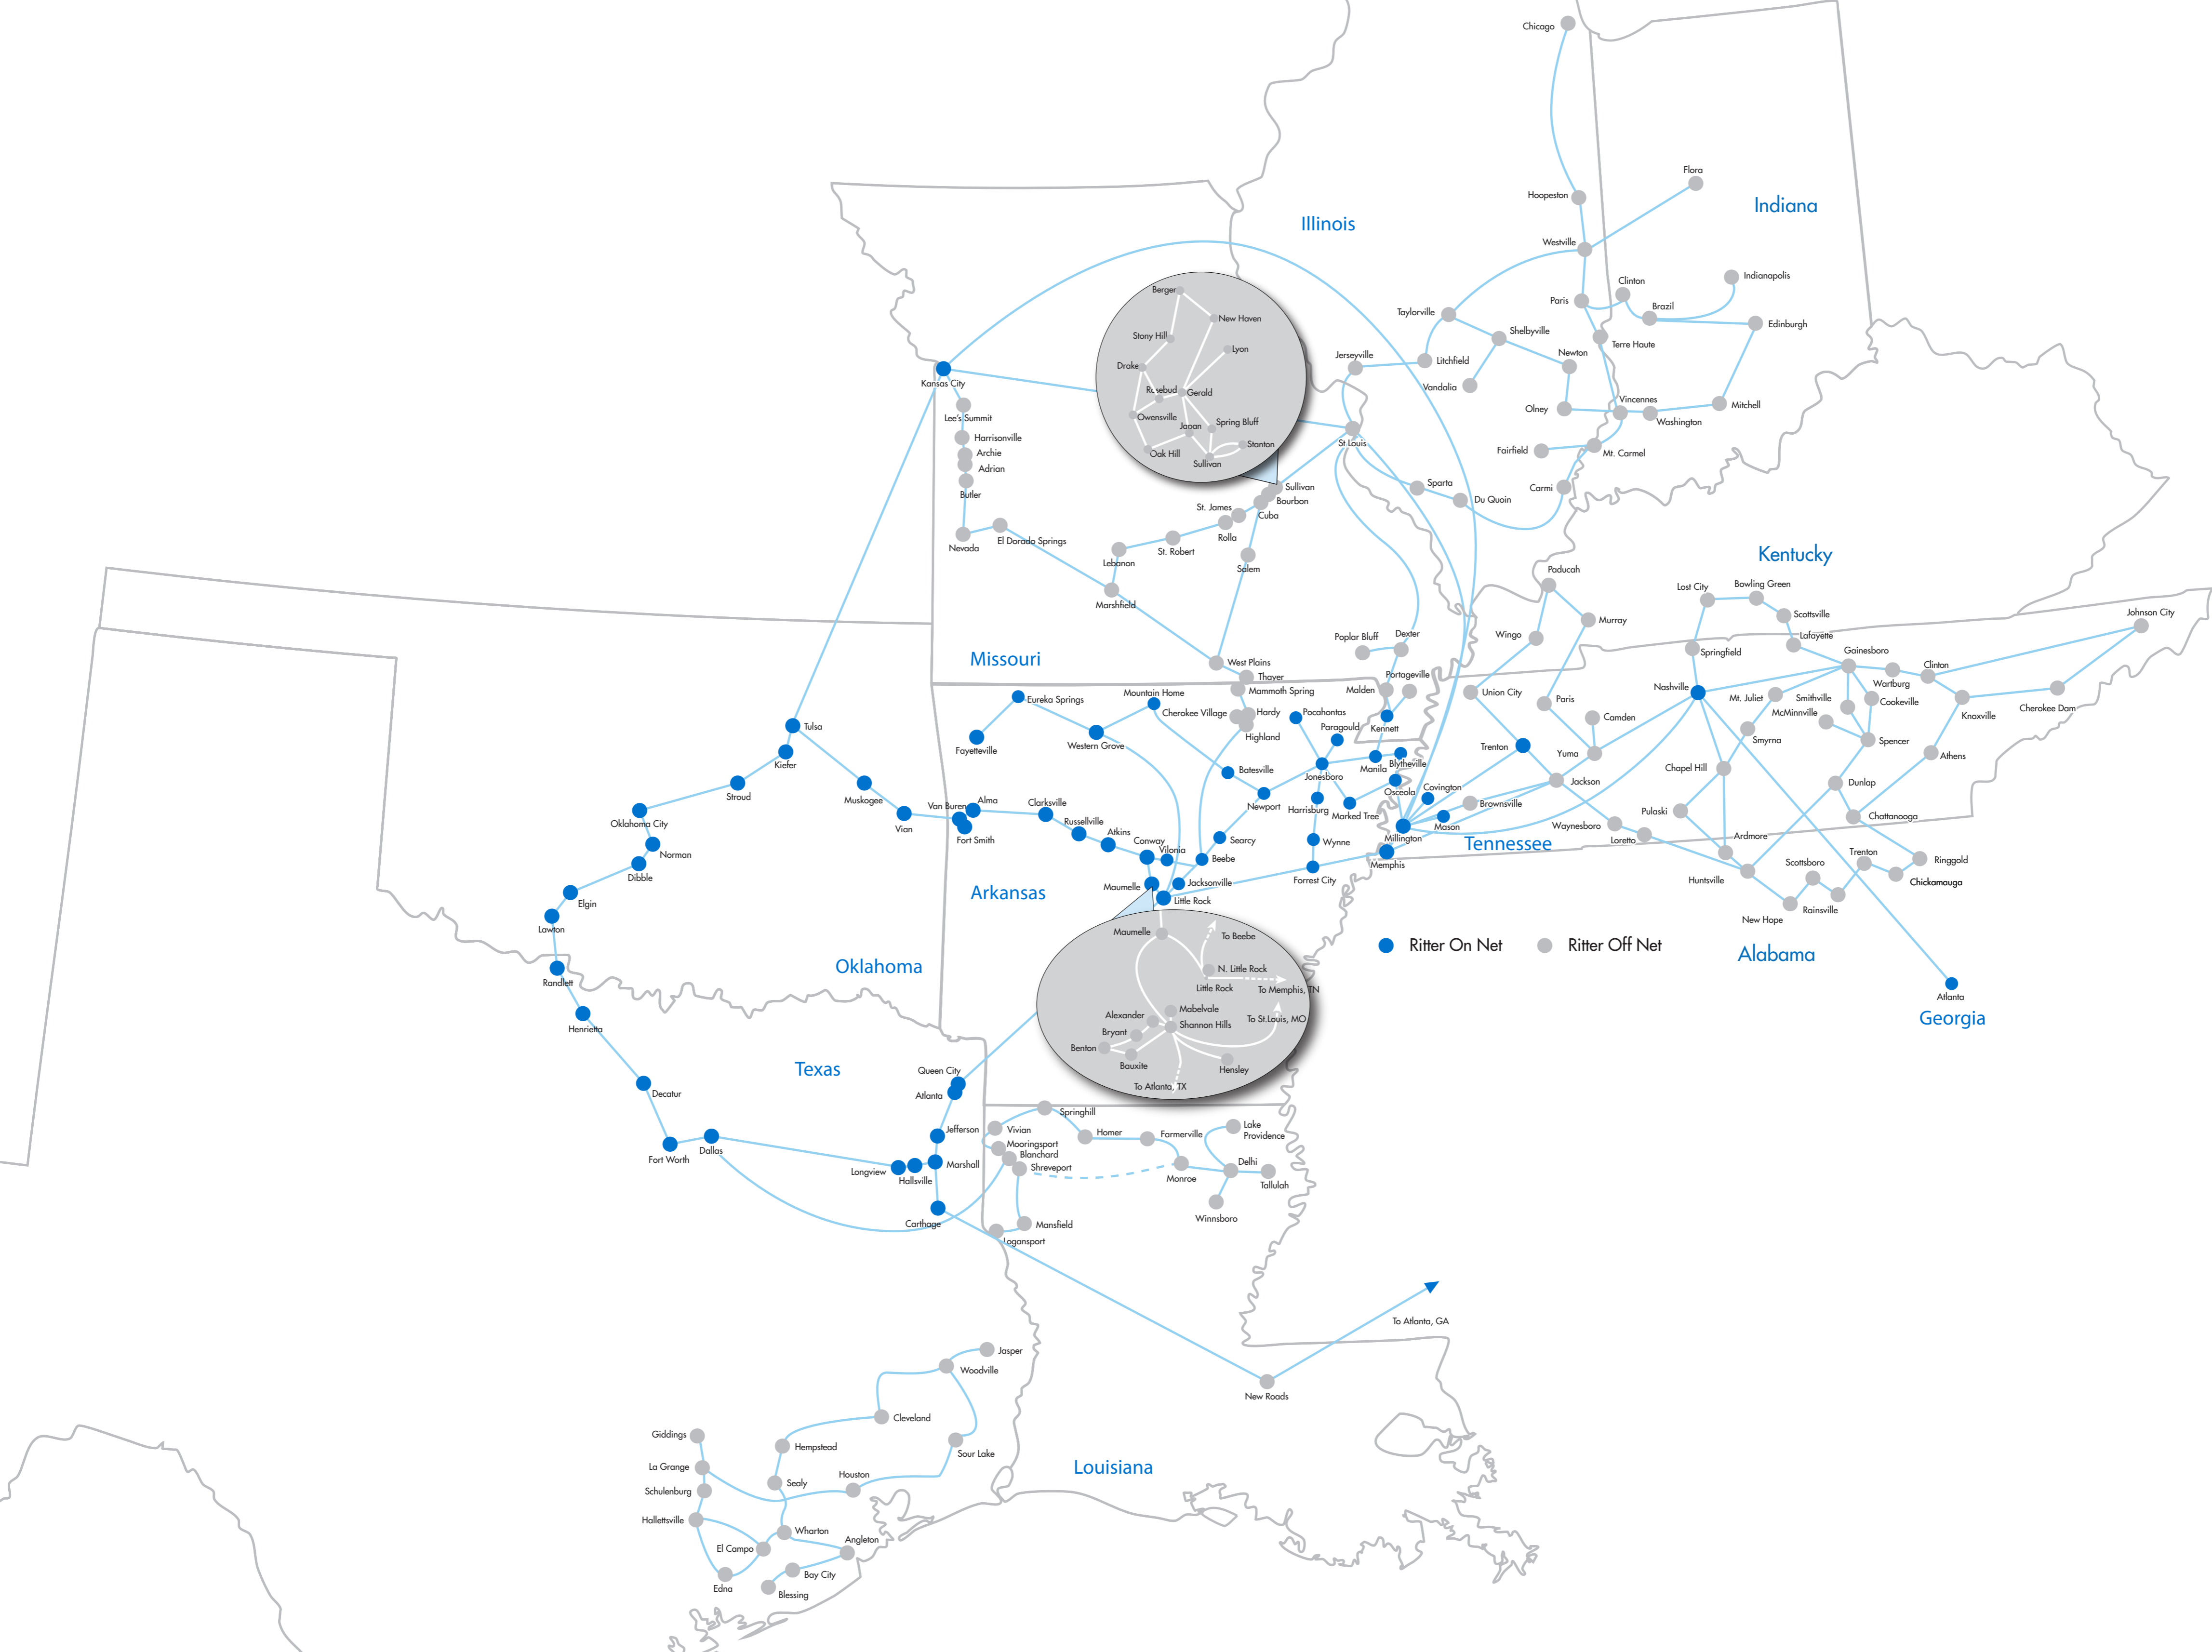 Chicago
Flora
Hoopeston
Indiana
Illinois
Westville
Indianapolis
Clinton
Paris
Brazil
Edinburgh
Taylorville
Shelbyville
Terre Haute
Newton
Jerseyville
Litchfield
Vandalia
Vincennes
Mitchell
Olney
Washington
Fairfield
Mt. Carmel
Carmi
St Louis
Sparta
Du Quoin
Berger
New Haven
Stony Hill
Lyon
Drake
Rosebud
Gerald
Owensville
Japan
Spring Bluff
Stanton
Oak Hill
Sullivan
Kansas City
Lee's Summit
Harrisonville
Archie
Adrian
Butler
Nevada
El Dorado Springs
Sullivan
Bourbon
Cuba
St. James
Rolla
St. Robert
Lebanon
Salem
Marshfield
Missouri
West Plains
Thayer
Poplar Bluff
Dexter
Portageville
Malden
Kennett
Kentucky
Paducah
Murray
Wingo
Union City
Paris
Camden
Yuma
Lost City
Bowling Green
Scottsville
Lafayette
Springfield
Gainesboro
Johnson City
Clinton
Wartburg
Nashville
Mt. Juliet
Smithville
Cookeville
McMinnville
Knoxville
Cherokee Dam
Smyrna
Spencer
Athens
Chapel Hill
Dunlap
Pulaski
Chattanooga
Trenton
Jackson
Brownsville
Covington
Mason
Millington
Memphis
Tennessee
Waynesboro
Loretto
Ardmore
Huntsville
Scottsboro
Trenton
Ringgold
Chickamauga
New Hope
Rainsville
Alabama
Atlanta
Georgia
Mammoth Spring
Cherokee Village
Hardy
Highland
Eureka Springs
Mountain Home
Fayetteville
Western Grove
Pocahontas
Paragould
Jonesboro
Manila
Blytheville
Osceola
Batesville
Newport
Harrisburg
Marked Tree
Wynne
Forrest City
Searcy
Beebe
Van Buren
Alma
Fort Smith
Clarksville
Russellville
Atkins
Conway
Vilonia
Maumelle
Jacksonville
Little Rock
Arkansas
Ritter On Net
Ritter Off Net
Maumelle
To Beebe
N. Little Rock
Little Rock
To Memphis, TN
Mabelvale
Alexander
Shannon Hills
To St.Louis, MO
Bryant
Benton
Bauxite
Hensley
To Atlanta, TX
Tulsa
Kiefer
Stroud
Muskogee
Vian
Oklahoma City
Norman
Dibble
Elgin
Lawton
Randlett
Oklahoma
Henrietta
Texas
Decatur
Fort Worth
Dallas
Queen City
Atlanta
Jefferson
Longview
Hallsville
Marshall
Carthage
Springhill
Vivian
Mooringsport
Blanchard
Shreveport
Homer
Farmerville
Monroe
Lake
Providence
Delhi
Tallulah
Winnsboro
Mansfield
Logansport
To Atlanta, GA
New Roads
Louisiana
Jasper
Woodville
Cleveland
Sour Lake
Hempstead
Giddings
La Grange
Sealy
Houston
Schulenburg
Hallettsville
Wharton
Angleton
El Campo
Edna
Bay City
Blessing